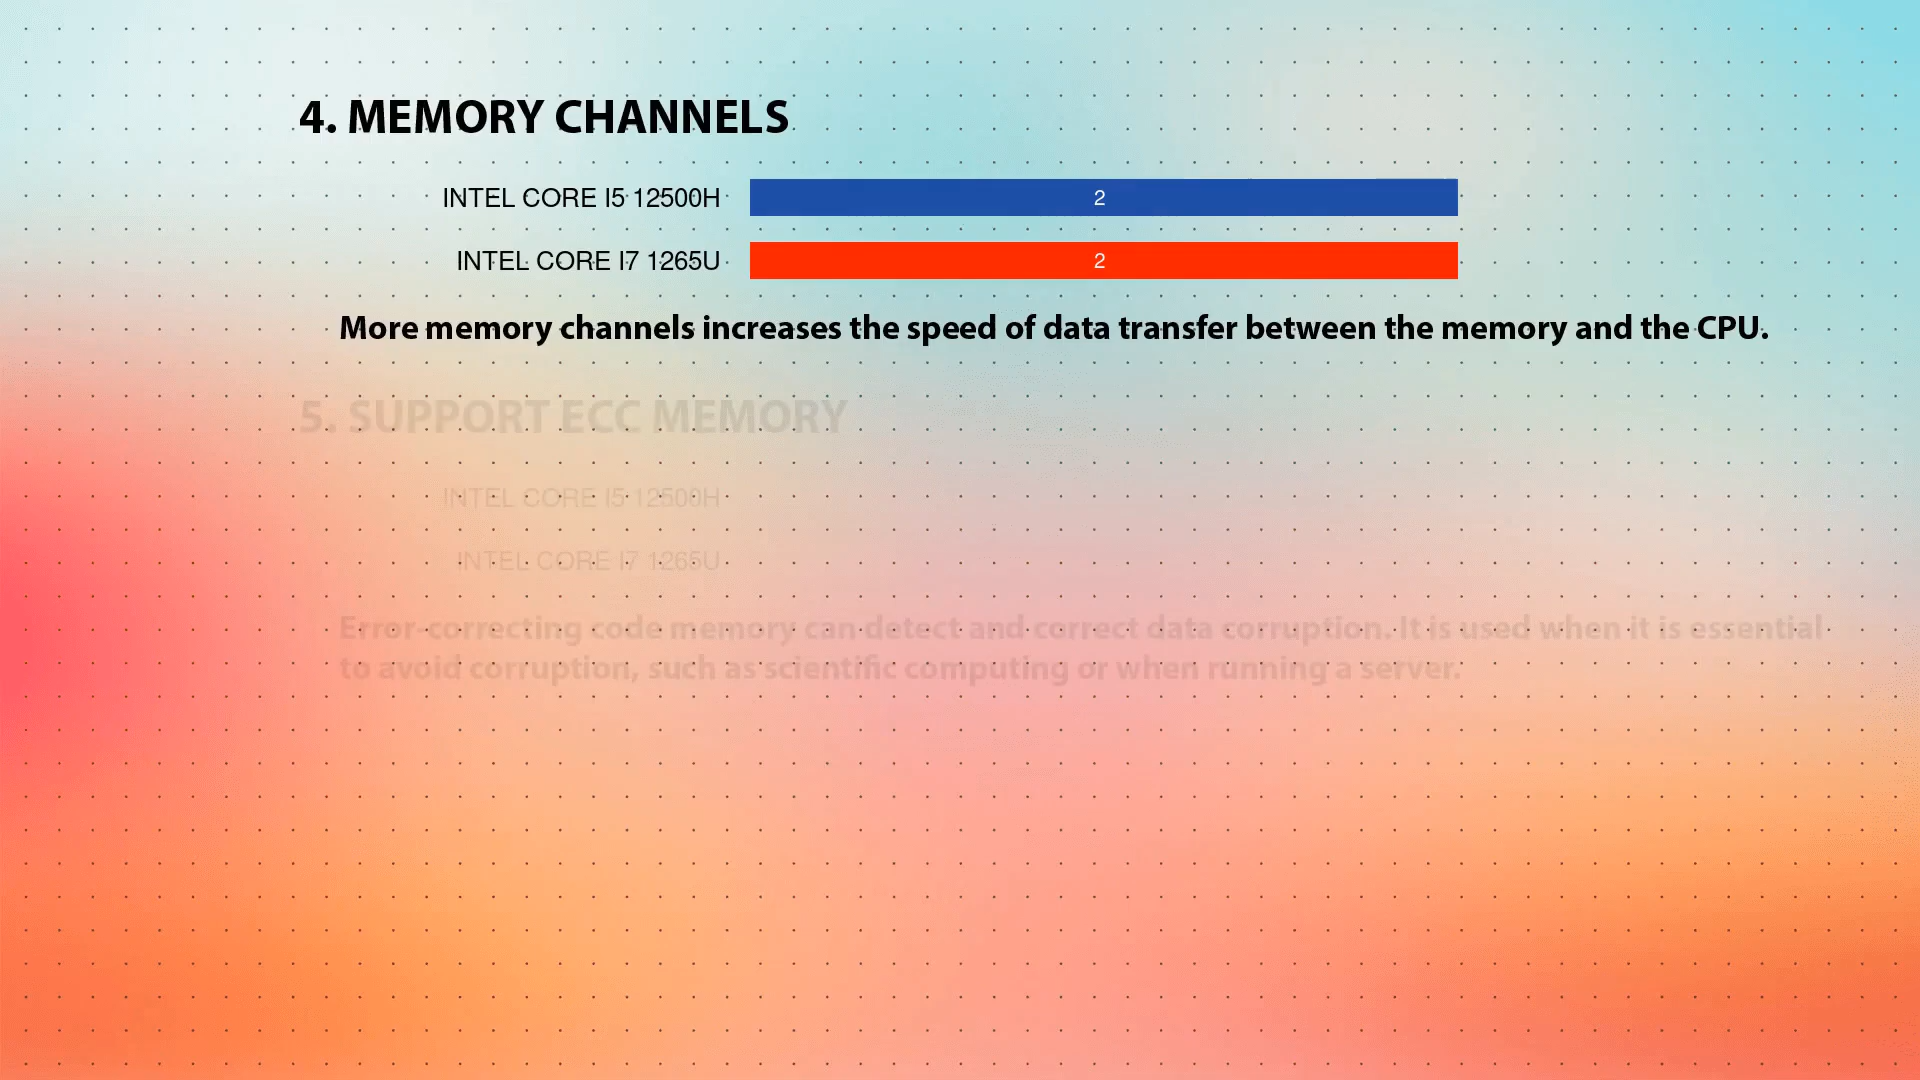 4. MEMORY CHANNELS
INTEL CORE I5 12500H
2
INTEL CORE I7 1265U
2
More memory channels increases the speed of data transfer between the memory and the CPU.
5. SUPPORT ECC MEMORY
INTEL CORE I5 12500H
INTEL CORE I7 1265U
Error-correcting code memory can detect and correct data corruption. It is used when it is essential
to avoid corruption, such as scientific computing or when running a server.